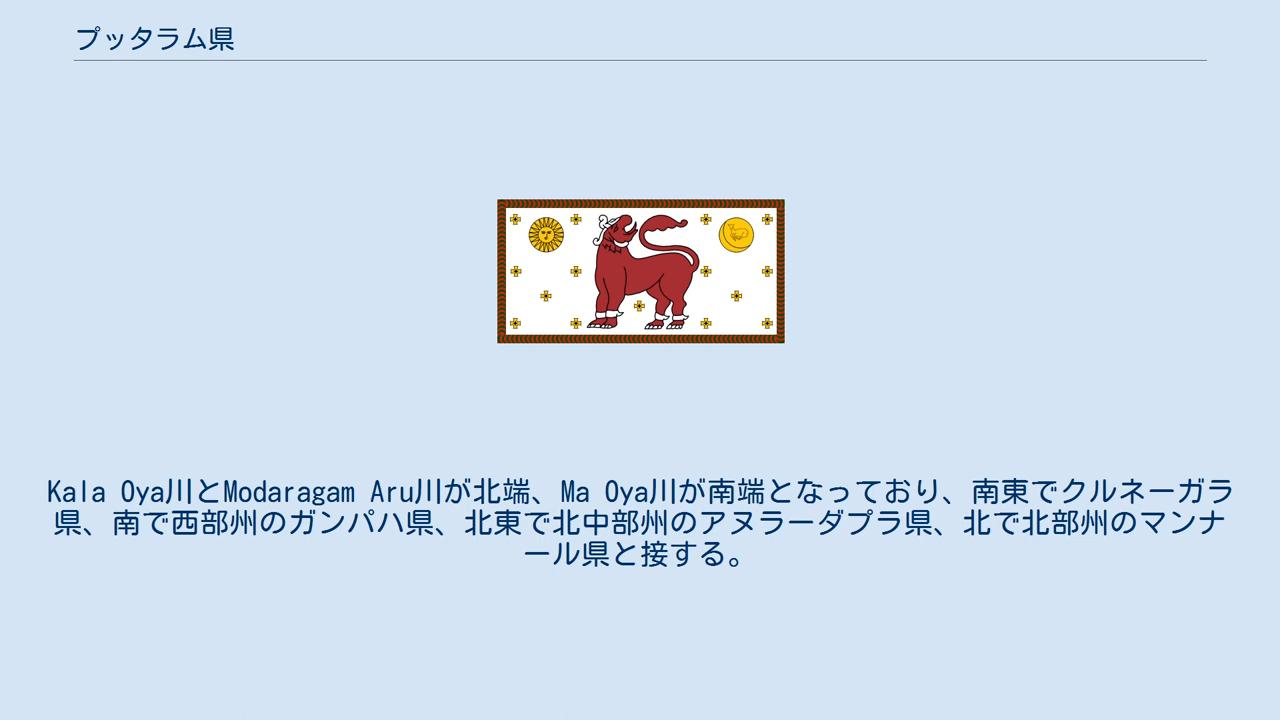 プッタラム県
Kala Oya川とModaragam Aru川が北端、Ma Oya川が南端となっており、南東でクルネーガラ
県、南で西部州のガンパハ県、北東で北中部州のアヌラーダプラ県、北で北部州のマンナ
ール県と接する。